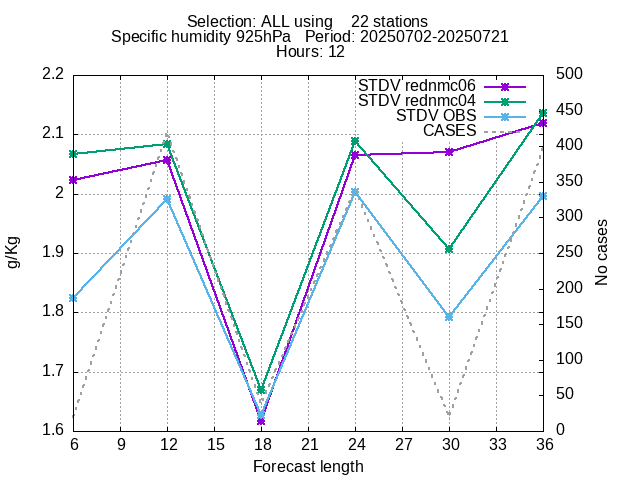 Selection: ALL using    22 stations
Specific humidity 925hPa   Period: 20250702-20250721
Hours: 12
STDV rednmc06
STDV rednmc04
STDV OBS
CASES
2.2
2.1
2
1.9
1.8
1.7
1.6
500
450
400
350
300
250
200
150
100
50
0
g/Kg
No cases
6 9 12 15 18 21 24 27 30 33 36
Forecast length